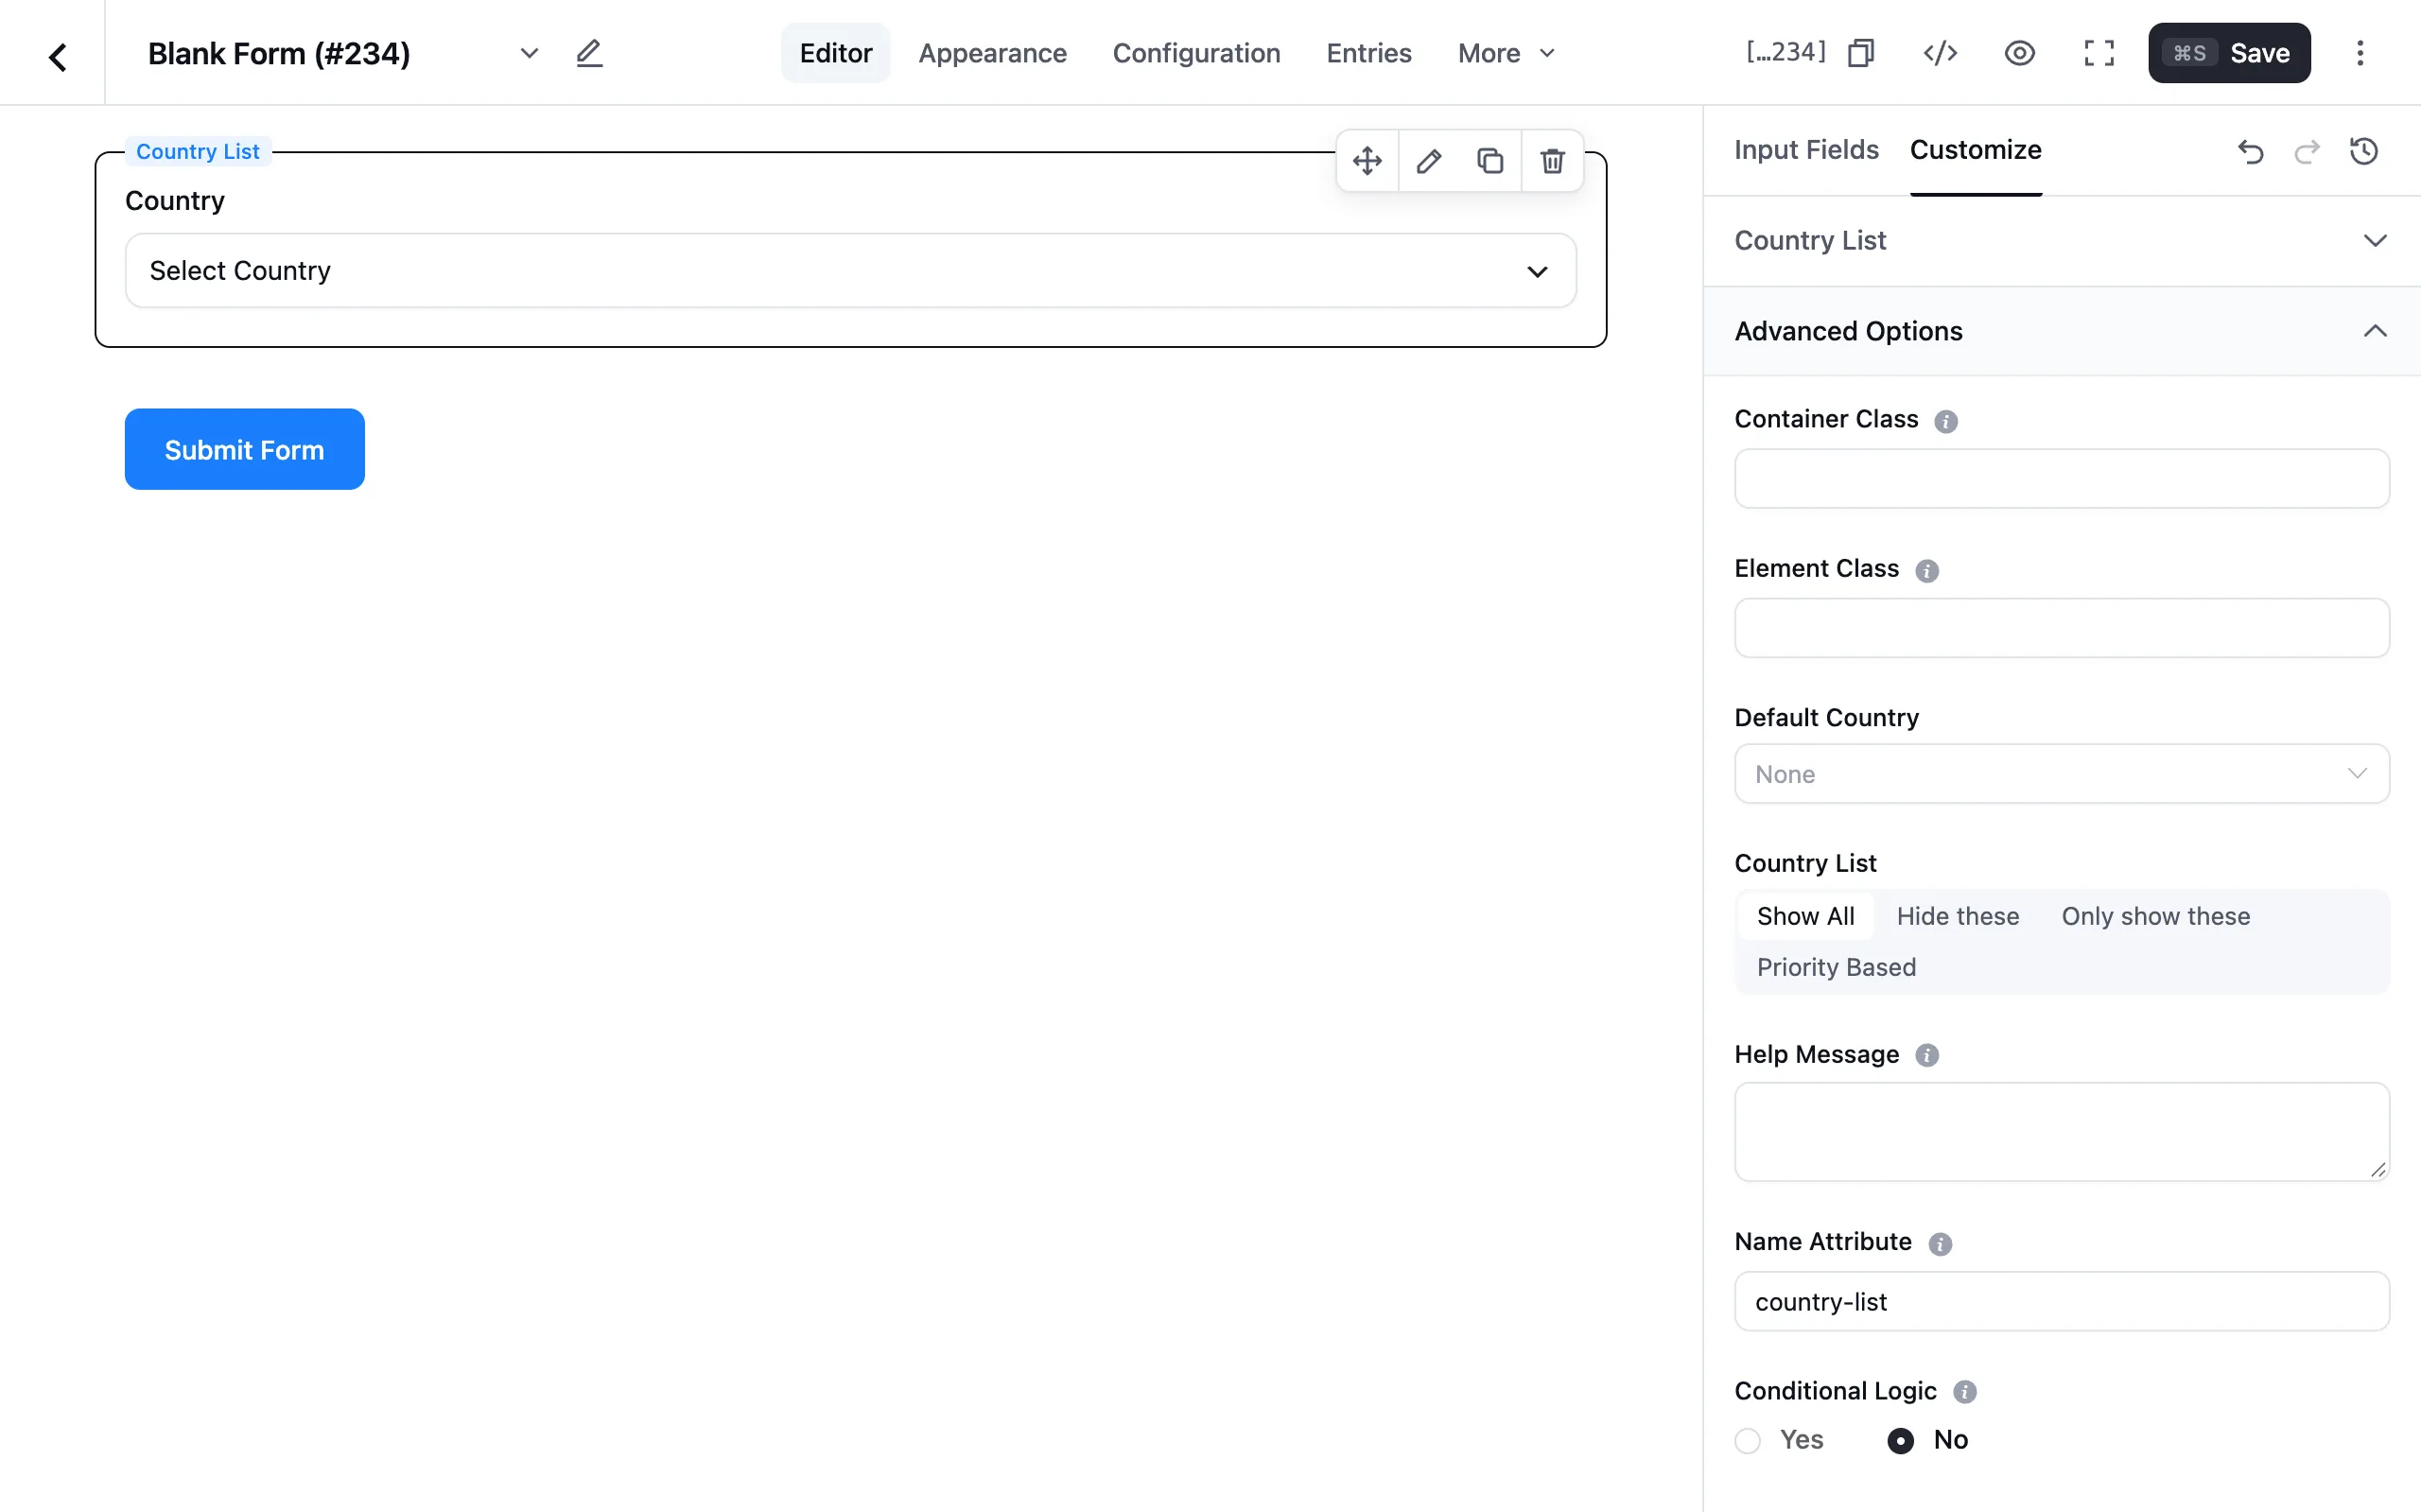 Blank Form (#234)
Editor
Appearance
Configuration
Entries
More
[…234]
⌘S Save
Country List
Country
Select Country
Submit Form
Input Fields
Customize
Country List
Advanced Options
Container Class
Element Class
Default Country
None
Country List
Show All
Hide these
Only show these
Priority Based
Help Message
Name Attribute
country-list
Conditional Logic
Yes
No